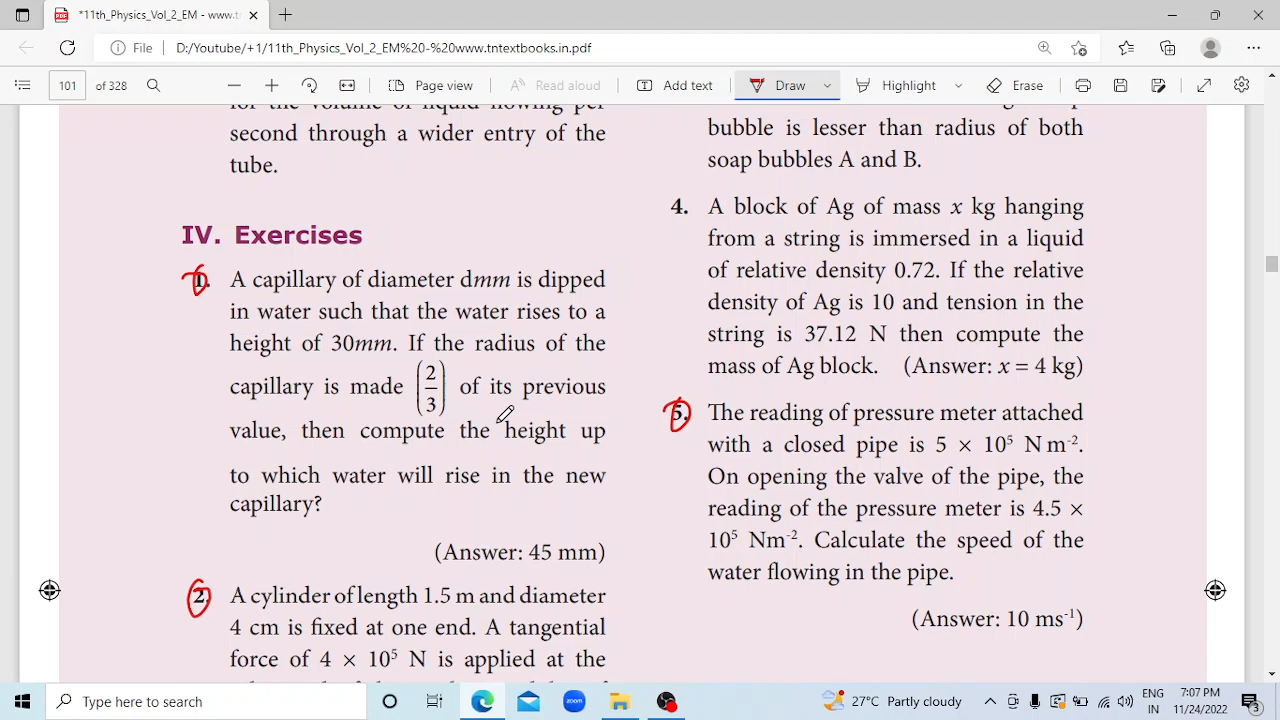 *11th_Physics_Vol_2_EM - www.t
File
D:/Youtube/+1/11th_Physics_Vol_2_EM%20-%20www.tntextbooks.in.pdf
101
of 328
Page view
Read aloud
Add text
Draw
Highlight
Erase
for the volume of liquid flowing per
second through a wider entry of the
tube.
IV. Exercises
1. A capillary of diameter dmm is dipped
in water such that the water rises to a
height of 30mm. If the radius of the
capillary is made (2/3) of its previous
value, then compute the height up
to which water will rise in the new
capillary?
(Answer: 45 mm)
2. A cylinder of length 1.5 m and diameter
4 cm is fixed at one end. A tangential
force of 4 × 10⁵ N is applied at the
bubble is lesser than radius of both
soap bubbles A and B.
4. A block of Ag of mass x kg hanging
from a string is immersed in a liquid
of relative density 0.72. If the relative
density of Ag is 10 and tension in the
string is 37.12 N then compute the
mass of Ag block. (Answer: x = 4 kg)
5. The reading of pressure meter attached
with a closed pipe is 5 × 10⁵ N m⁻².
On opening the valve of the pipe, the
reading of the pressure meter is 4.5 ×
10⁵ Nm⁻². Calculate the speed of the
water flowing in the pipe.
(Answer: 10 ms⁻¹)
Type here to search
zoom
27°C Partly cloudy
ENG
IN
7:07 PM
11/24/2022
3